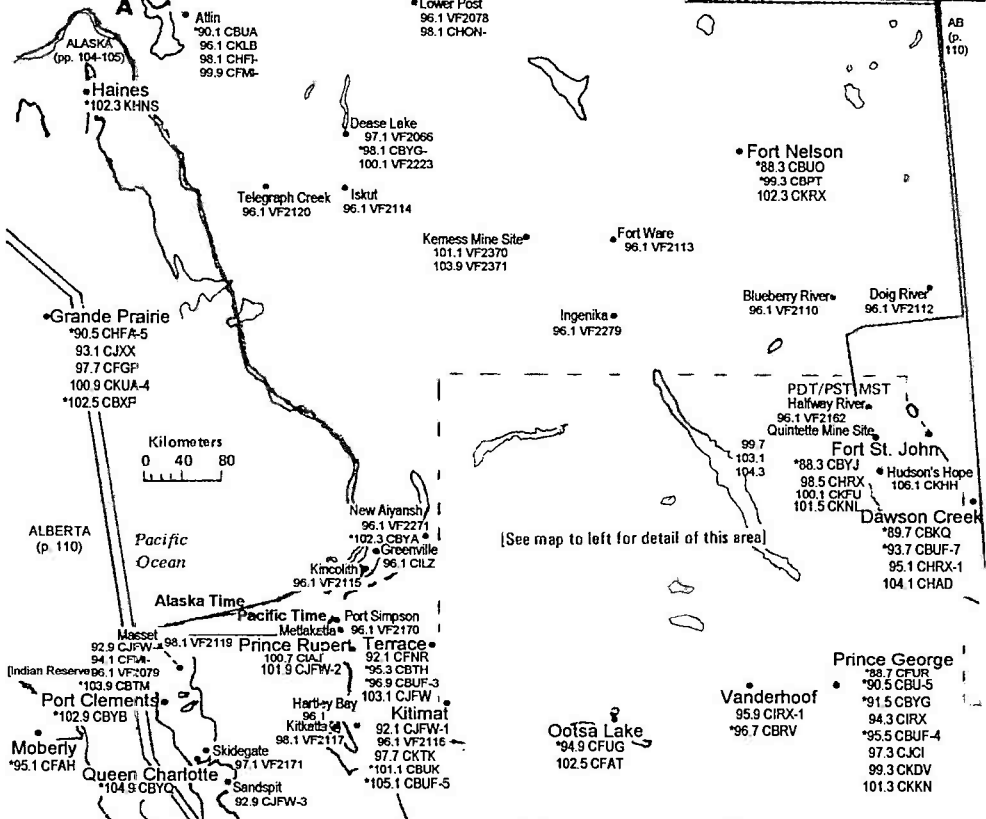 A
Atlin
*90.1 CBUA
96.1 CKLB
98.1 CHFI-
99.9 CFMI-
Lower Post
96.1 VF2078
98.1 CHON-
AB
(p.
110)
ALASKA
(pp. 104-105)
Haines
*102.3 KHNS
Dease Lake
97.1 VF2066
*98.1 CBYG-
100.1 VF2223
Telegraph Creek
96.1 VF2120
Iskut
96.1 VF2114
Fort Nelson
*88.3 CBUO
*99.3 CBPT
102.3 CKRX
Kemess Mine Site
101.1 VF2370
103.9 VF2371
Fort Ware
96.1 VF2113
Blueberry River
96.1 VF2110
Doig River
96.1 VF2112
Ingenika
96.1 VF2279
Grande Prairie
*90.5 CHFA-5
93.1 CJXX
97.7 CFGP
100.9 CKUA-4
*102.5 CBXP
Kilometers
0 40 80
PDT/PST MST
Halfway River
96.1 VF2162
Quintette Mine Site
99.7
103.1
104.3
Fort St. John
*88.3 CBYJ
98.5 CHRX
100.1 CKFU
101.5 CKNL
Hudson's Hope
106.1 CKHH
Dawson Creek
*89.7 CBKQ
*93.7 CBUF-7
95.1 CHRX-1
104.1 CHAD
New Aiyansh
96.1 VF2271
*102.3 CBYA
Greenville
96.1 CILZ
Kincolith
96.1 VF2115
[See map to left for detail of this area]
ALBERTA
(p. 110)
Pacific
Ocean
Alaska Time
Pacific Time
Port Simpson
96.1 VF2170
Metlakatla
98.1 VF2119
Masset
92.9 CJFW-
94.1 CFMI-
[Indian Reserve 96.1 VF2079
*103.9 CBTM
Prince Rupert
100.7 CIAJ
101.9 CJFW-2
Terrace
92.1 CFNR
*95.3 CBTH
*96.9 CBUF-3
103.1 CJFW
Port Clements
*102.9 CBYB
Hartley Bay
96.1
Kitkatla
98.1 VF2117
Kitimat
92.1 CJFW-1
96.1 VF2116
97.7 CKTK
*101.1 CBUK
*105.1 CBUF-5
Moberly
*95.1 CFAH
Skidegate
97.1 VF2171
Queen Charlotte
*104.9 CBYQ
Sandspit
92.9 CJFW-3
Ootsa Lake
*94.9 CFUG
102.5 CFAT
Vanderhoof
95.9 CIRX-1
*96.7 CBRV
Prince George
*88.7 CFUR
*90.5 CBU-5
*91.5 CBYG
94.3 CIRX
*95.5 CBUF-4
97.3 CJCI
99.3 CKDV
101.3 CKKN